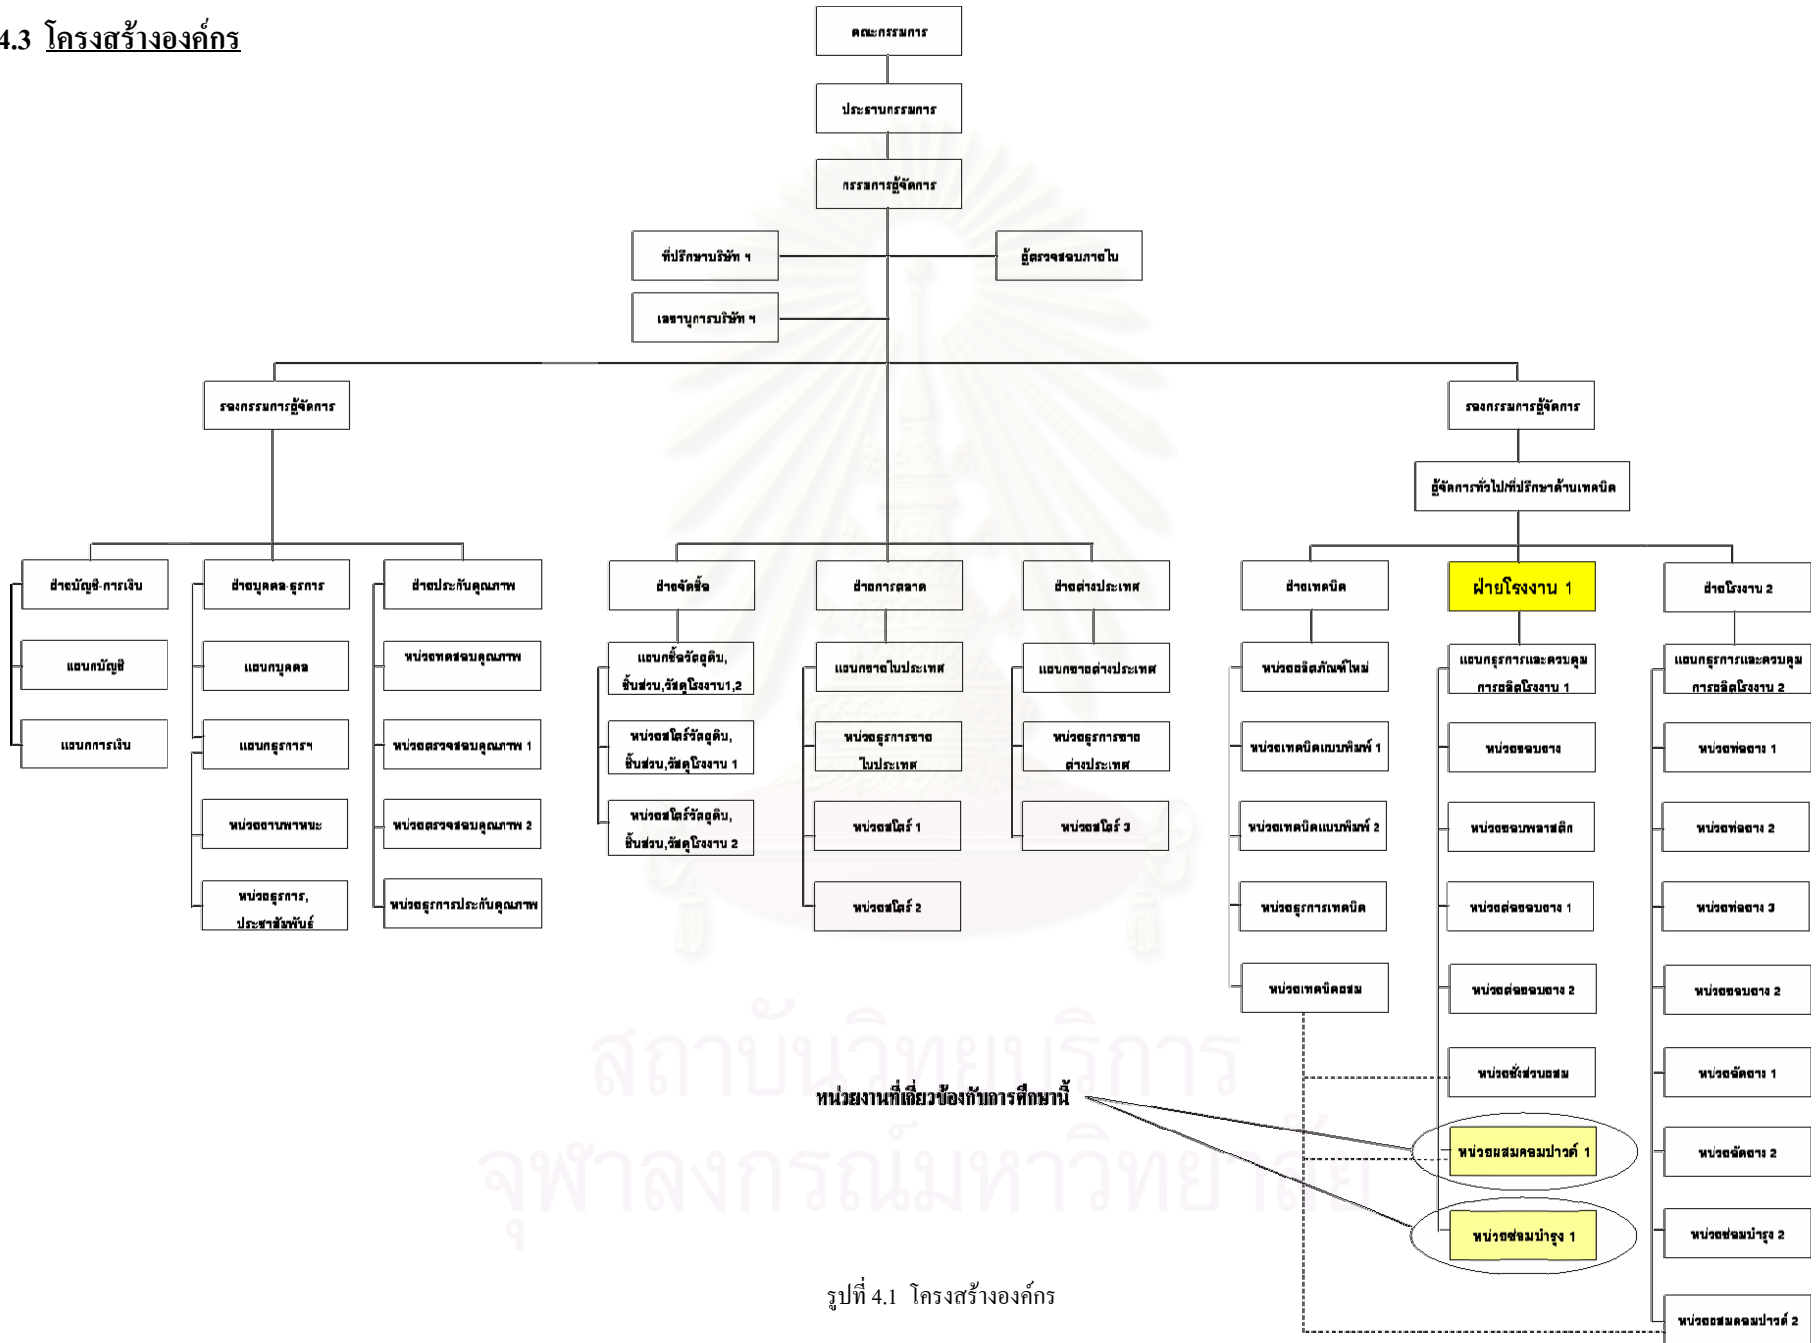 4.3 โครงสร้างองค์กร
คณะกรรมการ
ประธานกรรมการ
กรรมการผู้จัดการ
ที่ปรึกษาบริษัท ฯ
ผู้ตรวจสอบภายใน
เลขานุการบริษัท ฯ
รองกรรมการผู้จัดการ
รองกรรมการผู้จัดการ
ผู้จัดการทั่วไป/ที่ปรึกษาด้านเทคนิค
ฝ่ายบัญชี-การเงิน
แผนกบัญชี
แผนกการเงิน
ฝ่ายบุคคล-ธุรการ
แผนกบุคคล
แผนกธุรการฯ
หน่วยยานพาหนะ
หน่วยธุรการ,
ประชาสัมพันธ์
ฝ่ายประกันคุณภาพ
หน่วยทดสอบคุณภาพ
หน่วยตรวจสอบคุณภาพ 1
หน่วยตรวจสอบคุณภาพ 2
หน่วยธุรการประกันคุณภาพ
ฝ่ายจัดซื้อ
แผนกซื้อวัตถุดิบ,
ชิ้นส่วน,วัสดุโรงงาน1,2
หน่วยสโตร์วัตถุดิบ,
ชิ้นส่วน,วัสดุโรงงาน 1
หน่วยสโตร์วัตถุดิบ,
ชิ้นส่วน,วัสดุโรงงาน 2
ฝ่ายการตลาด
แผนกขายในประเทศ
หน่วยธุรการขาย
ในประเทศ
หน่วยสโตร์ 1
หน่วยสโตร์ 2
ฝ่ายต่างประเทศ
แผนกขายต่างประเทศ
หน่วยธุรการขาย
ต่างประเทศ
หน่วยสโตร์ 3
ฝ่ายเทคนิค
หน่วยผลิตภัณฑ์ใหม่
หน่วยเทคนิคแบบพิมพ์ 1
หน่วยเทคนิคแบบพิมพ์ 2
หน่วยธุรการเทคนิค
หน่วยเทคนิคผสม
ฝ่ายโรงงาน 1
แผนกธุรการและควบคุม
การผลิตโรงงาน 1
หน่วยขอบยาง
หน่วยขอบพลาสติก
หน่วยต่อขอบยาง 1
หน่วยต่อขอบยาง 2
หน่วยชั่งส่วนผสม
หน่วยผสมคอมปาวด์ 1
หน่วยซ่อมบำรุง 1
ฝ่ายโรงงาน 2
แผนกธุรการและควบคุม
การผลิตโรงงาน 2
หน่วยท่อยาง 1
หน่วยท่อยาง 2
หน่วยท่อยาง 3
หน่วยขอบยาง 2
หน่วยอัดยาง 1
หน่วยอัดยาง 2
หน่วยซ่อมบำรุง 2
หน่วยผสมคอมปาวด์ 2
หน่วยงานที่เกี่ยวข้องกับการศึกษานี้
สถาบันวิทยบริการ
จุฬาลงกรณ์มหาวิทยาลัย
รูปที่ 4.1 โครงสร้างองค์กร